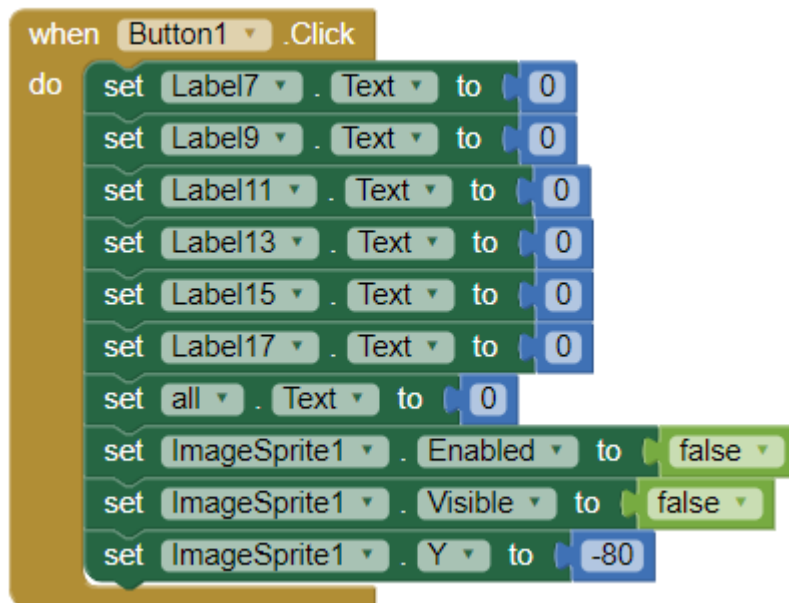 when Button1 .Click
do set Label7 . Text to 0
set Label9 . Text to 0
set Label11 . Text to 0
set Label13 . Text to 0
set Label15 . Text to 0
set Label17 . Text to 0
set all . Text to 0
set ImageSprite1 . Enabled to false
set ImageSprite1 . Visible to false
set ImageSprite1 . Y to -80